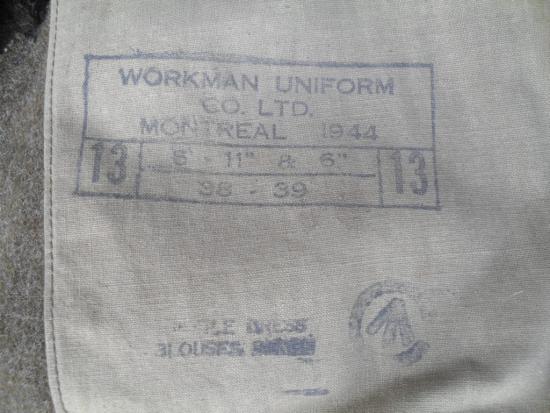 WORKMAN UNIFORM
CO. LTD.
MONTREAL 1944
13 5' - 11" & 6" 13
38 - 39
DRESS
BLOUSES